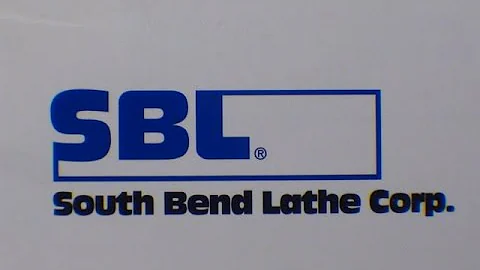 SBL®
South Bend Lathe Corp.